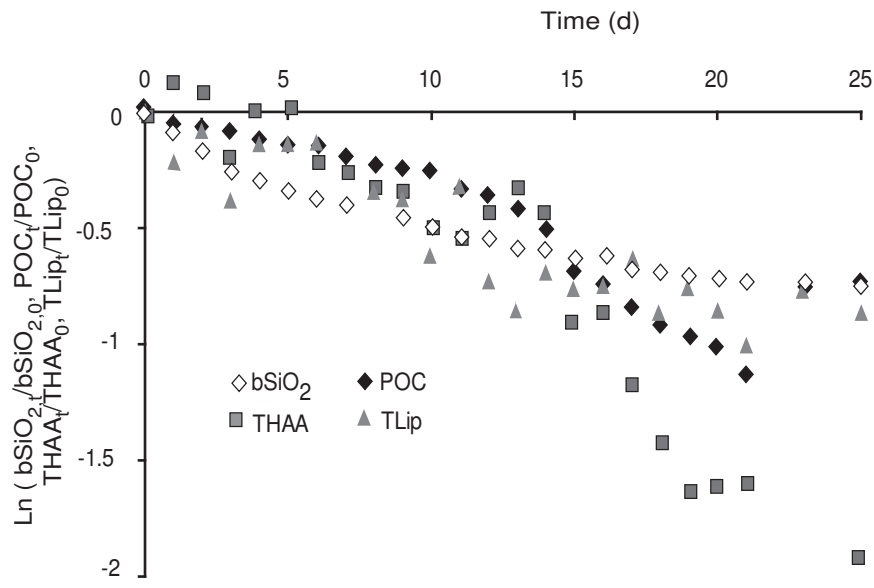 Time (d)
0 5 10 15 20 25
0
-0.5
-1
-1.5
-2
Ln ( bSiO2,t/bSiO2,0, POCt/POC0,
THAAt/THAA0, TLipt/TLip0)
bSiO2 POC
THAA TLip